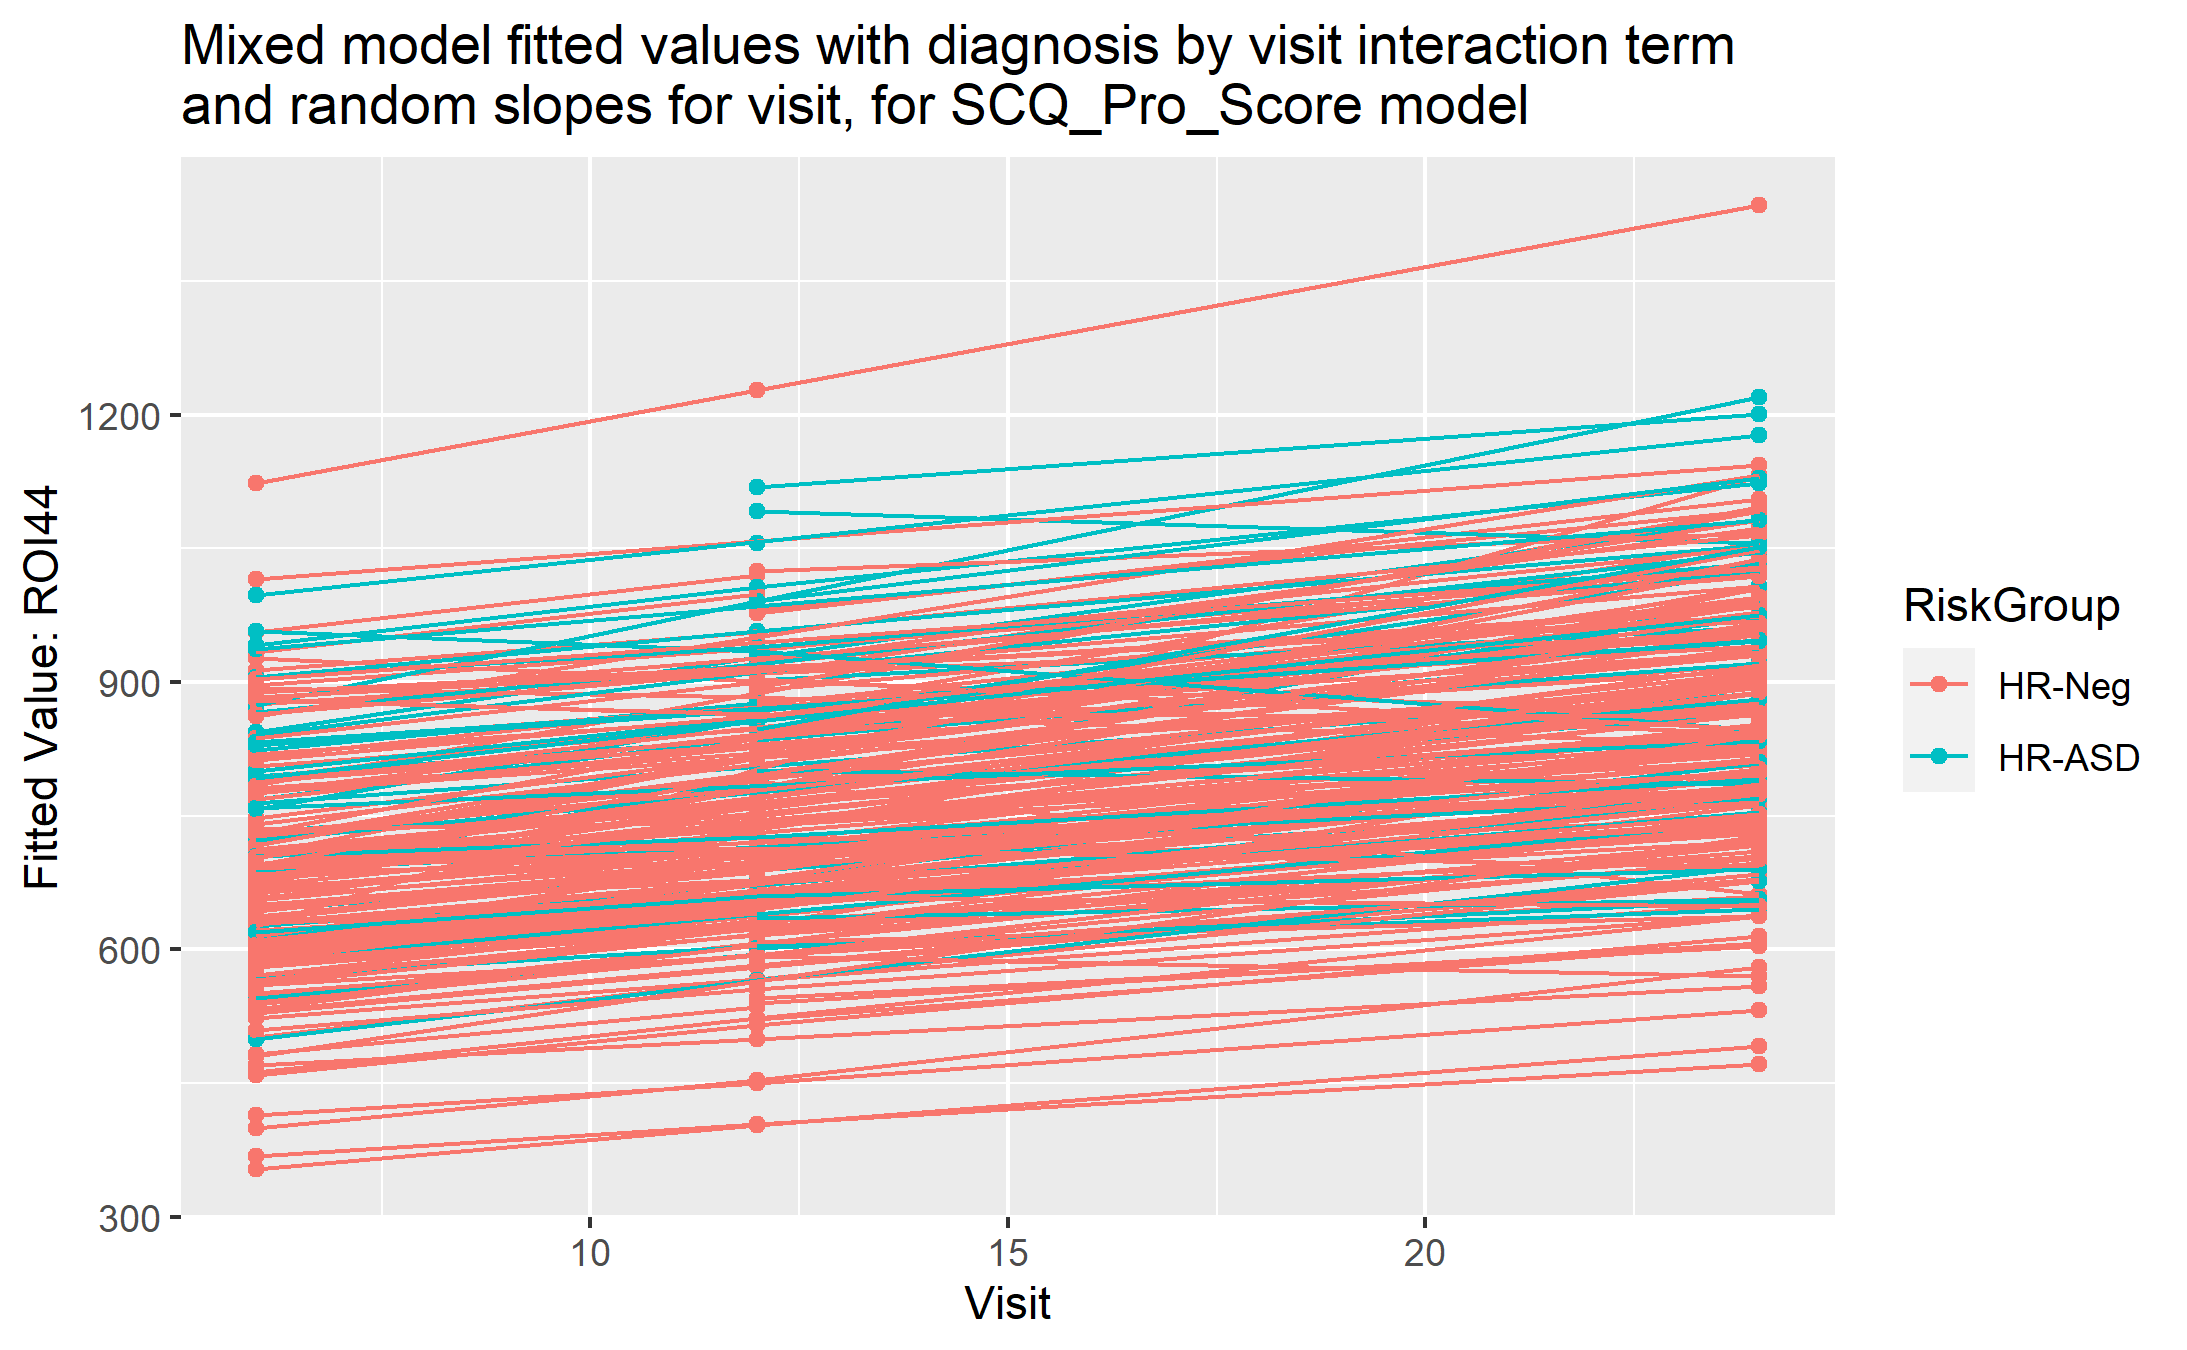 Mixed model fitted values with diagnosis by visit interaction term
and random slopes for visit, for SCQ_Pro_Score model
Fitted Value: ROI44
1200
900
600
300
10
15
20
Visit
RiskGroup
HR-Neg
HR-ASD